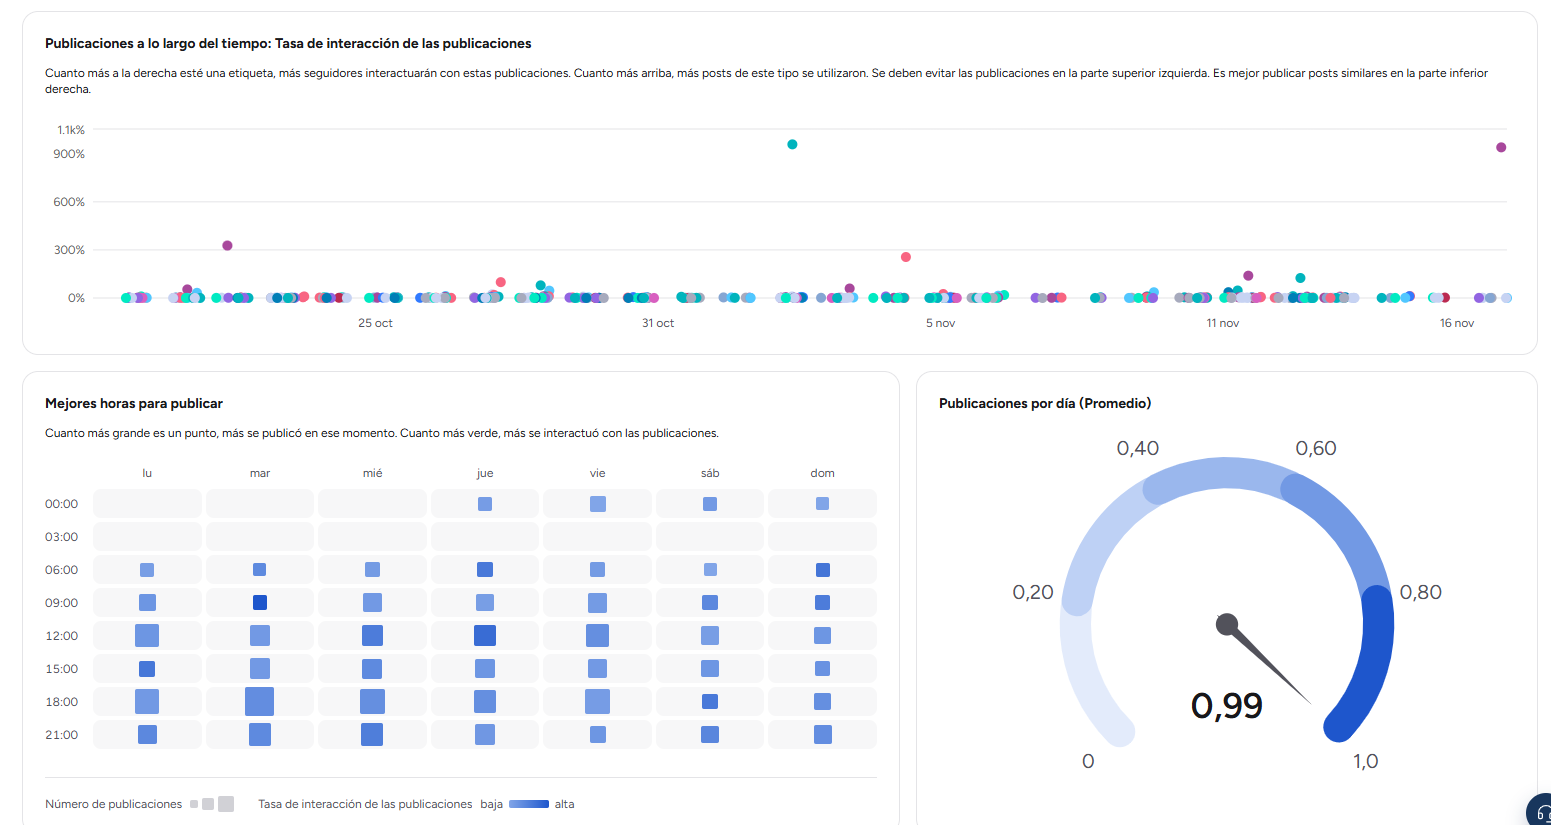 Publicaciones a lo largo del tiempo: Tasa de interacción de las publicaciones
Cuanto más a la derecha esté una etiqueta, más seguidores interactuarán con estas publicaciones. Cuanto más arriba, más posts de este tipo se utilizaron. Se deben evitar las publicaciones en la parte superior izquierda. Es mejor publicar posts similares en la parte inferior
derecha.
1.1k%
900%
600%
300%
0%
25 oct 31 oct 5 nov 11 nov 16 nov
Mejores horas para publicar
Cuanto más grande es un punto, más se publicó en ese momento. Cuanto más verde, más se interactuó con las publicaciones.
lu mar mié jue vie sáb dom
00:00
03:00
06:00
09:00
12:00
15:00
18:00
21:00
Número de publicaciones Tasa de interacción de las publicaciones baja alta
Publicaciones por día (Promedio)
0,40 0,60
0,20 0,80
0,99
0 1,0